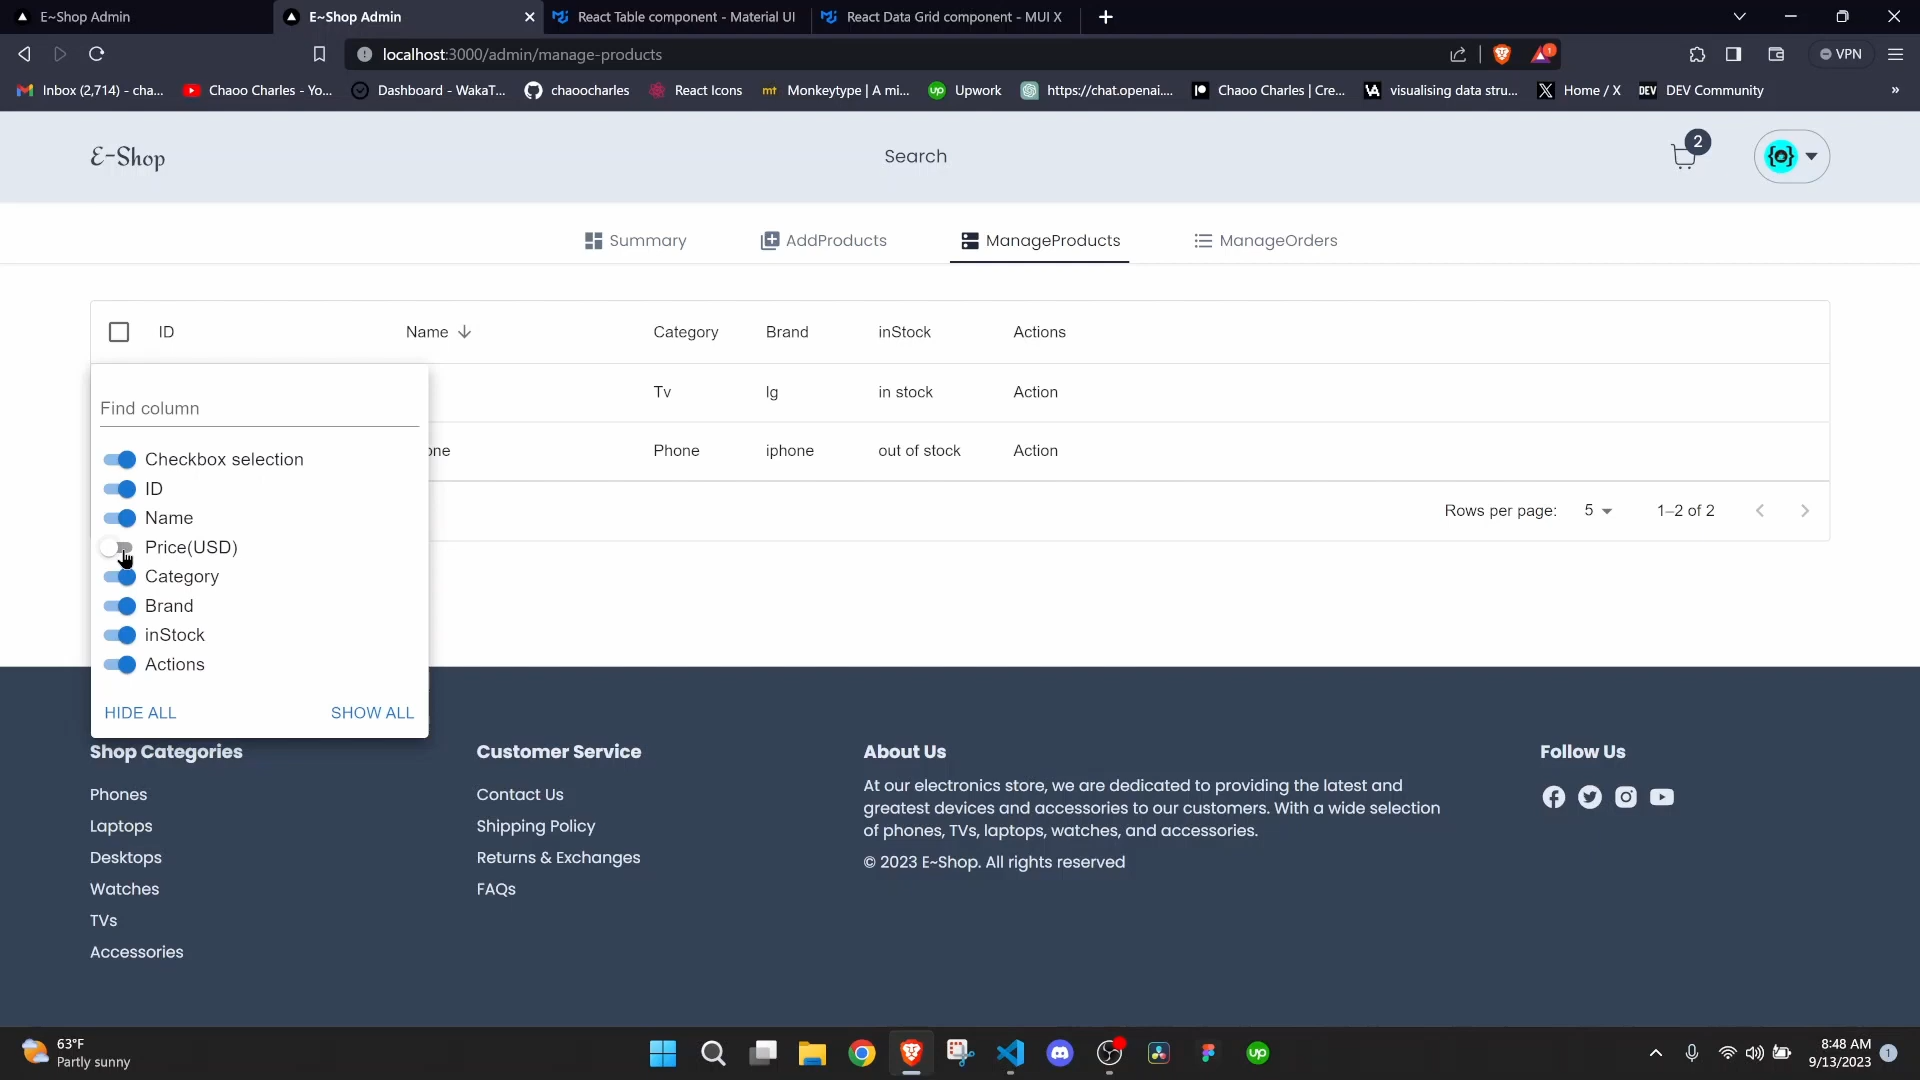 E~Shop Admin
E~Shop Admin
React Table component - Material UI
React Data Grid component - MUI X
localhost:3000/admin/manage-products
1
VPN
Inbox (2,714) - cha...
Chaoo Charles - Yo...
Dashboard - WakaT...
chaoocharles
React Icons
mt
Monkeytype | A mi...
up
Upwork
https://chat.openai....
Chaoo Charles | Cre...
visualising data stru...
Home / X
DEV
DEV Community
»
E~Shop
Search
2
Summary
AddProducts
ManageProducts
ManageOrders
ID
Name
Category
Brand
inStock
Actions
Tv
lg
in stock
Action
one
Phone
iphone
out of stock
Action
Find column
Checkbox selection
ID
Name
Price(USD)
Category
Brand
inStock
Actions
HIDE ALL
SHOW ALL
Rows per page:
5
1–2 of 2
Shop Categories
Phones
Laptops
Desktops
Watches
TVs
Accessories
Customer Service
Contact Us
Shipping Policy
Returns & Exchanges
FAQs
About Us
At our electronics store, we are dedicated to providing the latest and
greatest devices and accessories to our customers. With a wide selection
of phones, TVs, laptops, watches, and accessories.
© 2023 E~Shop. All rights reserved
Follow Us
63°F
Partly sunny
up
8:48 AM
9/13/2023
1